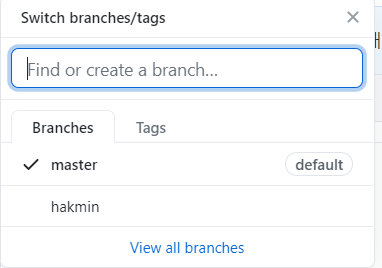 Switch branches/tags
Find or create a branch...
Branches
Tags
master
default
hakmin
View all branches